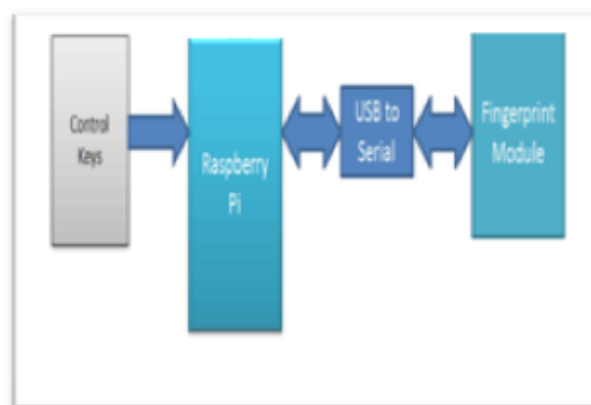 Control
Keys
Raspberry
Pi
USB to
Serial
Fingerprint
Module